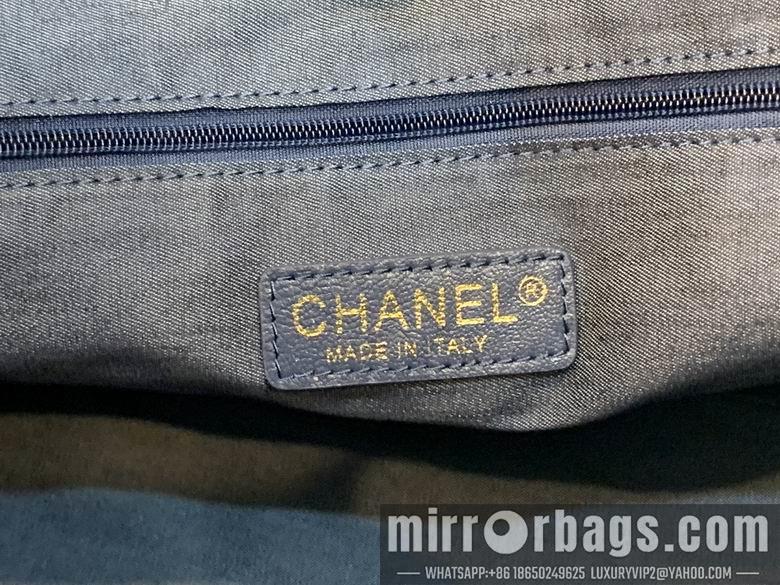 CHANEL®
MADE IN ITALY
mirrorbags.com
WHATSAPP:+86 18650249625 LUXURYVIP2@YAHOO.COM